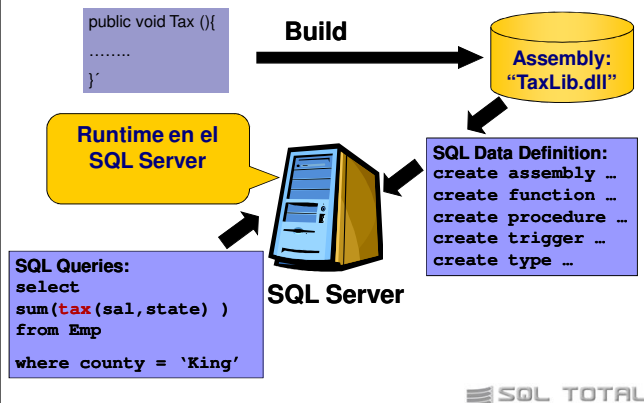 public void Tax (){
……..
}´
Build
Assembly:
“TaxLib.dll”
Runtime en el
SQL Server
SQL Data Definition:
create assembly …
create function …
create procedure …
create trigger …
create type …
SQL Server
SQL Queries:
select
sum(tax(sal,state) )
from Emp
where county = ‘King’
SQL TOTAL